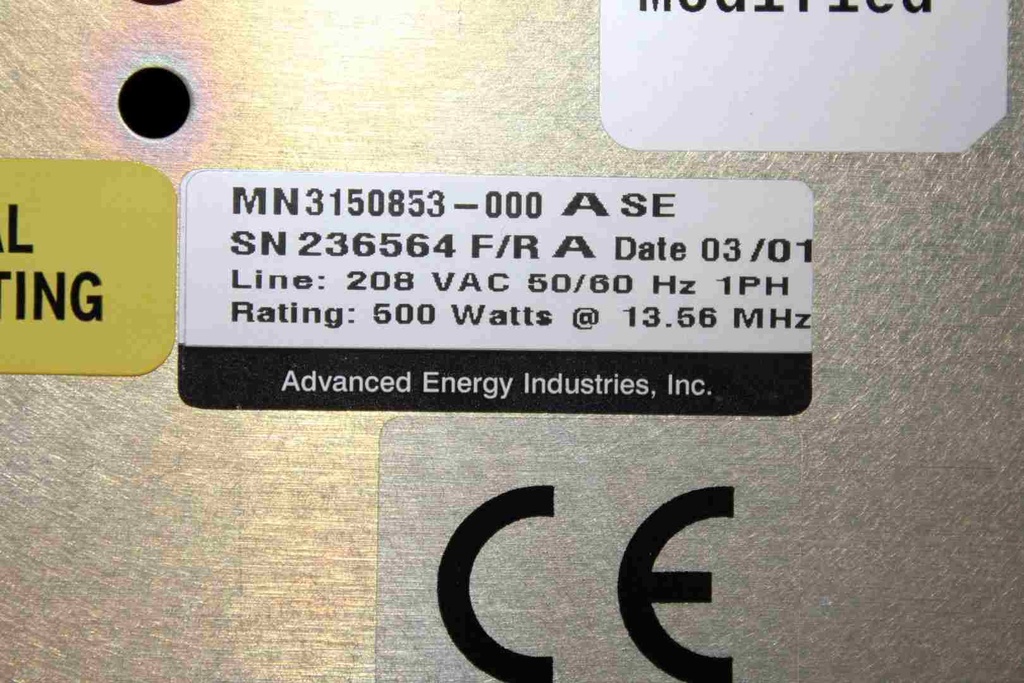 Modified
AL
TING
MN3150853-000 A SE
SN 236564 F/R A Date 03/01
Line: 208 VAC 50/60 Hz 1PH
Rating: 500 Watts @ 13.56 MHz
Advanced Energy Industries, Inc.
CE